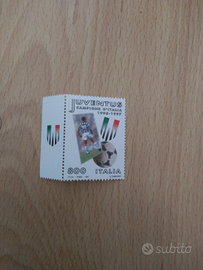 JUVENTUS
CAMPIONE D'ITALIA
1996-1997
800 ITALIA
subito